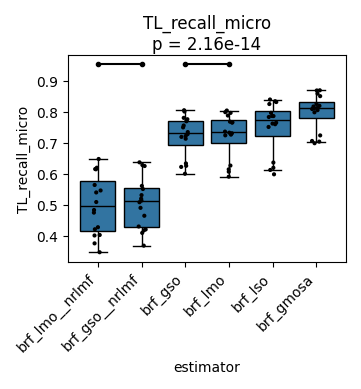 TL_recall_micro
p = 2.16e-14
TL_recall_micro
0.9
0.8
0.7
0.6
0.5
0.4
brf_lmo__nrlmf
brf_gso__nrlmf
brf_gso
brf_lmo
brf_lso
brf_gmosa
estimator